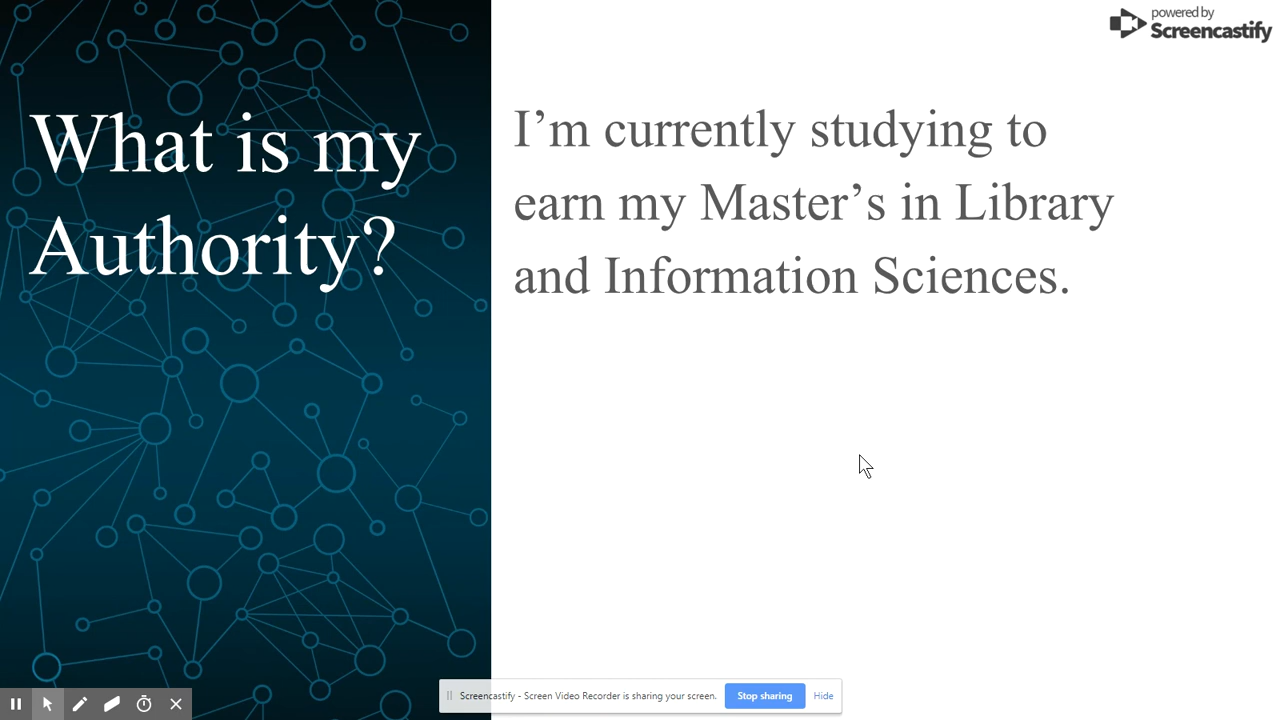 powered by
Screencastify
What is my
Authority?
I’m currently studying to
earn my Master’s in Library
and Information Sciences.
Screencastify - Screen Video Recorder is sharing your screen.
Stop sharing
Hide